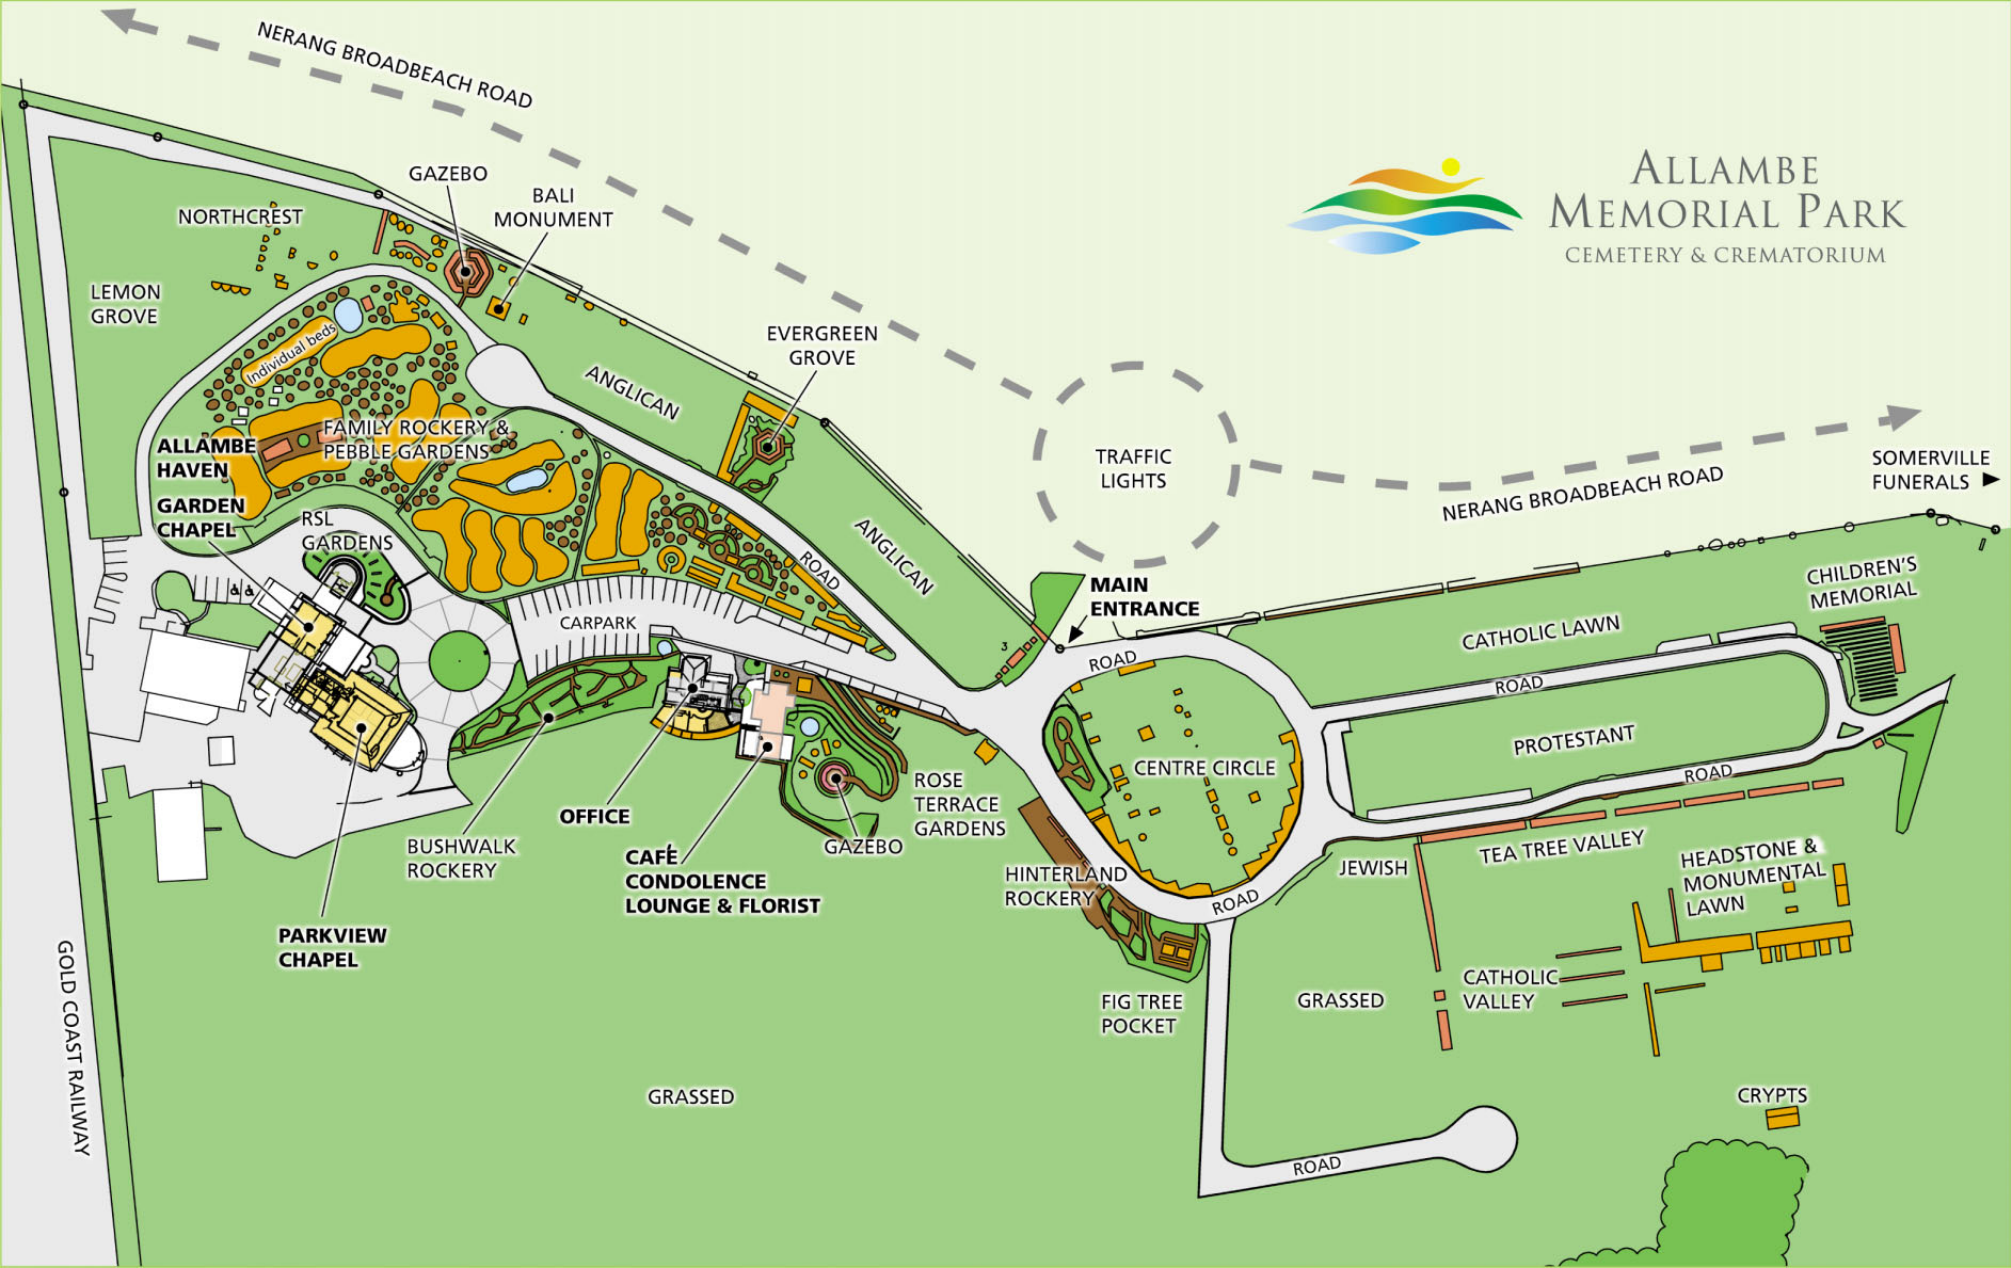 NERANG BROADBEACH ROAD
ALLAMBE
MEMORIAL PARK
CEMETERY & CREMATORIUM
GAZEBO
BALI
MONUMENT
NORTHCREST
LEMON
GROVE
Individual beds
EVERGREEN
GROVE
ANGLICAN
FAMILY ROCKERY &
PEBBLE GARDENS
ALLAMBE
HAVEN
GARDEN
CHAPEL
RSL
GARDENS
TRAFFIC
LIGHTS
NERANG BROADBEACH ROAD
SOMERVILLE
FUNERALS
ANGLICAN
ROAD
MAIN
ENTRANCE
CHILDREN'S
MEMORIAL
CARPARK
3
ROAD
CATHOLIC LAWN
ROAD
PROTESTANT
ROAD
CENTRE CIRCLE
ROSE
TERRACE
GARDENS
OFFICE
GAZEBO
BUSHWALK
ROCKERY
CAFÉ
CONDOLENCE
LOUNGE & FLORIST
HINTERLAND
ROCKERY
ROAD
JEWISH
TEA TREE VALLEY
HEADSTONE &
MONUMENTAL
LAWN
PARKVIEW
CHAPEL
GOLD COAST RAILWAY
FIG TREE
POCKET
GRASSED
CATHOLIC
VALLEY
GRASSED
CRYPTS
ROAD